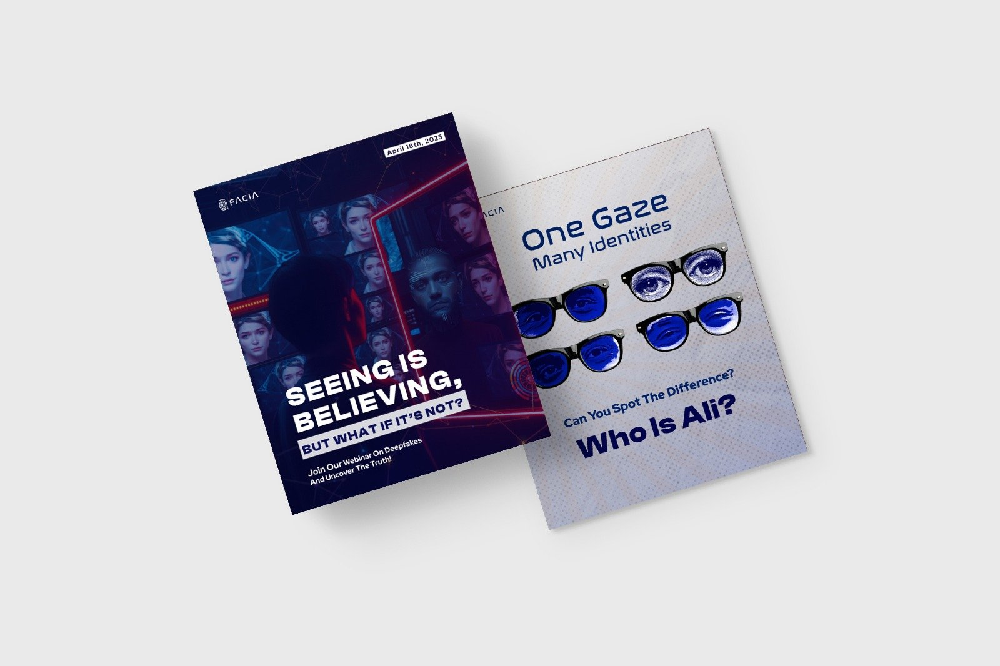 April 18th, 2025
FACIA
SEEING IS
BELIEVING,
BUT WHAT IF IT'S NOT?
Join Our Webinar On Deepfakes
And Uncover The Truth!
ACIA
One Gaze
Many Identities
Can You Spot The Difference?
Who Is Ali?